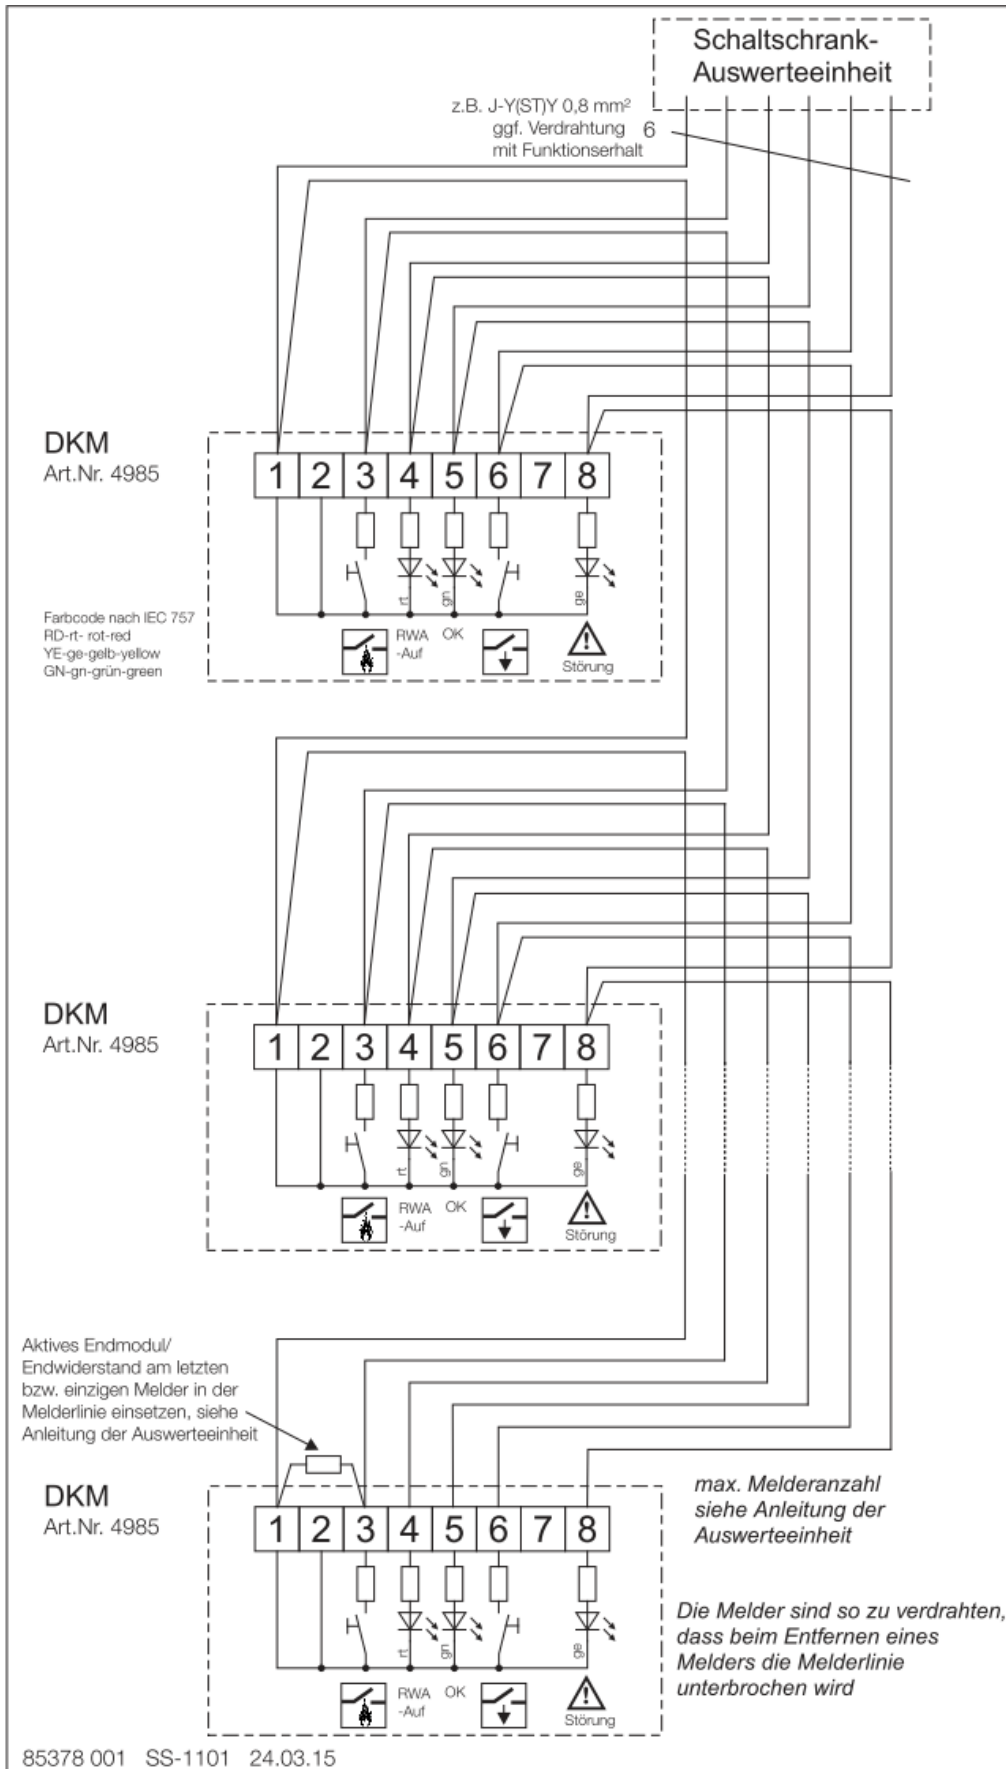 Schaltschrank-
Auswerteeinheit
z.B. J-Y(ST)Y 0,8 mm²
ggf. Verdrahtung 6
mit Funktionserhalt
DKM
Art.Nr. 4985
1 2 3 4 5 6 7 8
rt gn ge
Farbcode nach IEC 757
RD-rt- rot-red
YE-ge-gelb-yellow
GN-gn-grün-green
RWA OK
-Auf
Störung
DKM
Art.Nr. 4985
1 2 3 4 5 6 7 8
rt gn ge
RWA OK
-Auf
Störung
Aktives Endmodul/
Endwiderstand am letzten
bzw. einzigen Melder in der
Melderlinie einsetzen, siehe
Anleitung der Auswerteeinheit
max. Melderanzahl
siehe Anleitung der
Auswerteeinheit
DKM
Art.Nr. 4985
1 2 3 4 5 6 7 8
rt gn ge
Die Melder sind so zu verdrahten,
dass beim Entfernen eines
Melders die Melderlinie
unterbrochen wird
RWA OK
-Auf
Störung
85378 001 SS-1101 24.03.15